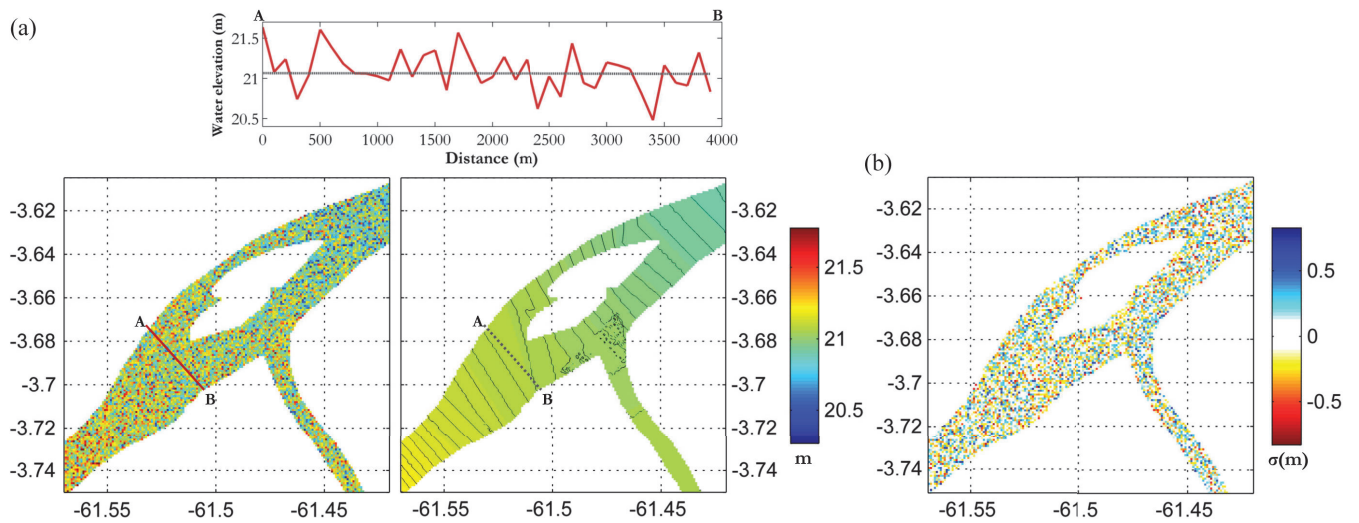 (a)
A B
Water elevation (m)
21.5
21
20.5
0 500 1000 1500 2000 2500 3000 3500 4000
Distance (m)
(b)
-3.62
-3.64
-3.66
-3.68
-3.7
-3.72
-3.74
A
B
-61.55 -61.5 -61.45
A
B
-61.55 -61.5 -61.45
-3.62
-3.64
-3.66
-3.68
-3.7
-3.72
-3.74
21.5
21
20.5
m
-3.62
-3.64
-3.66
-3.68
-3.7
-3.72
-3.74
-61.55 -61.5 -61.45
0.5
0
-0.5
σ(m)